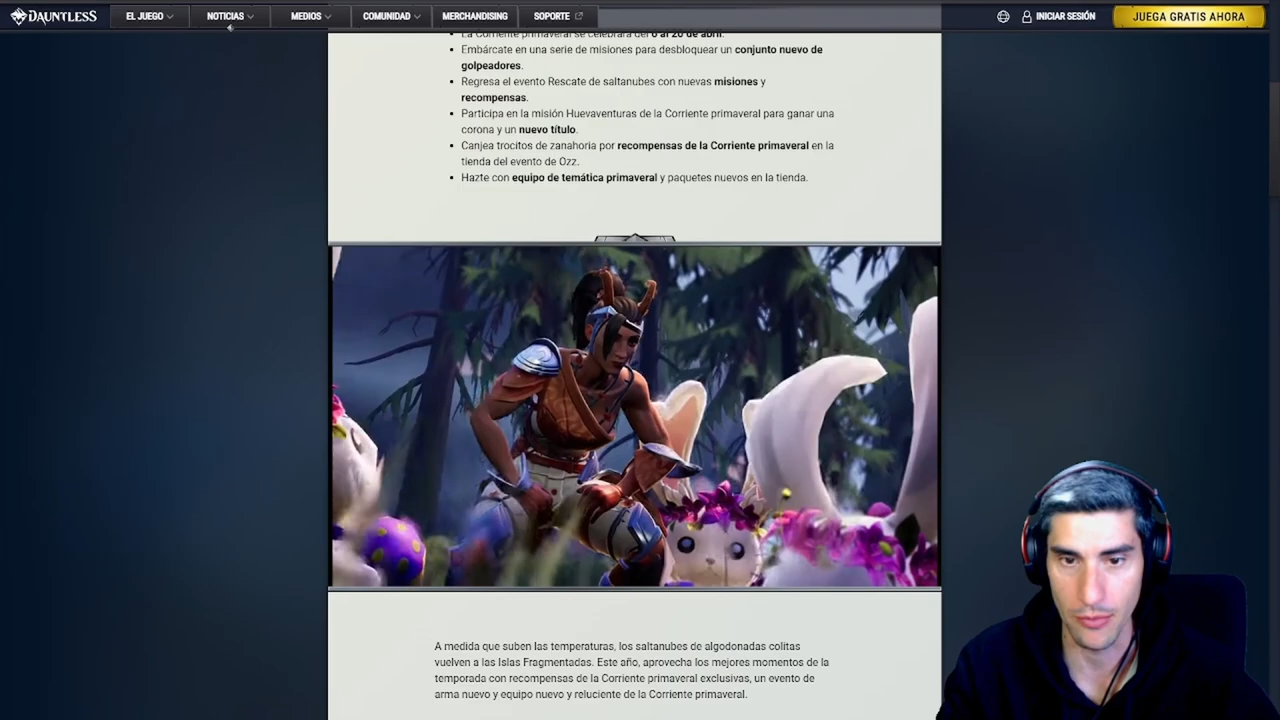 DAUNTLESS
EL JUEGO
NOTICIAS
MEDIOS
COMUNIDAD
MERCHANDISING
SOPORTE
INICIAR SESIÓN
JUEGA GRATIS AHORA
La Corriente primaveral se celebrará del 6 al 20 de abril.
Embárcate en una serie de misiones para desbloquear un conjunto nuevo de
golpeadores.
Regresa el evento Rescate de saltanubes con nuevas misiones y
recompensas.
Participa en la misión Huevaventuras de la Corriente primaveral para ganar una
corona y un nuevo título.
Canjea trocitos de zanahoria por recompensas de la Corriente primaveral en la
tienda del evento de Ozz.
Hazte con equipo de temática primaveral y paquetes nuevos en la tienda.
A medida que suben las temperaturas, los saltanubes de algodonadas colitas
vuelven a las Islas Fragmentadas. Este año, aprovecha los mejores momentos de la
temporada con recompensas de la Corriente primaveral exclusivas, un evento de
arma nuevo y equipo nuevo y reluciente de la Corriente primaveral.